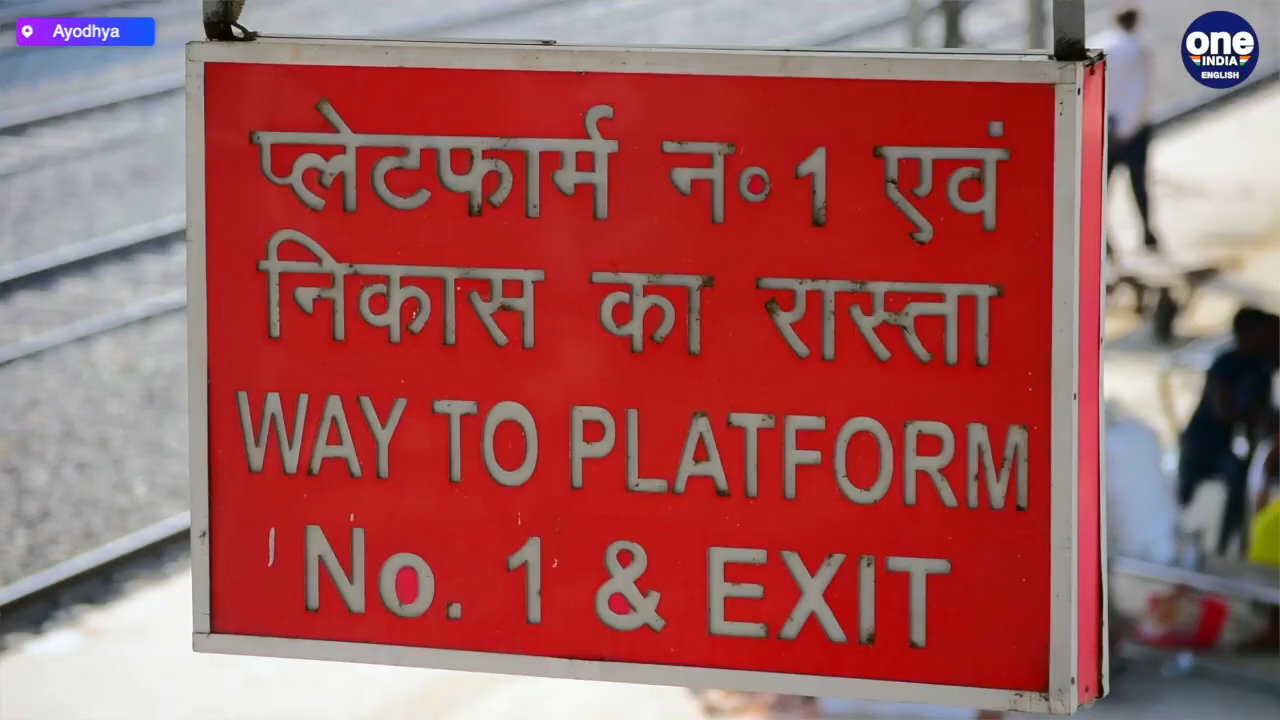 Ayodhya
one
INDIA
ENGLISH
प्लेटफार्म न॰ 1 एवं
निकास का रास्ता
WAY TO PLATFORM
No. 1 & EXIT